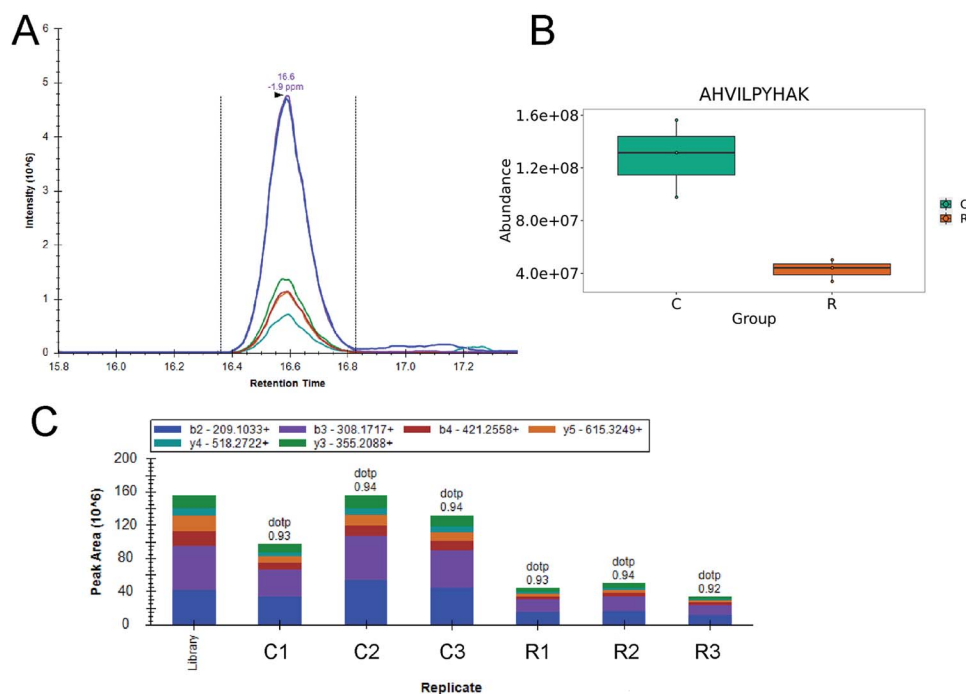 A
B
6
5
4
3
2
1
0
Intensity (10^6)
16.6
-1.9 ppm
15.8 16.0 16.2 16.4 16.6 16.8 17.0 17.2
Retention Time
AHVILPYHAK
1.6e+08
1.2e+08
8.0e+07
4.0e+07
Abundance
C R
Group
C
R
C
b2 - 209.1033+ b3 - 308.1717+ b4 - 421.2558+ y5 - 615.3249+
y4 - 518.2722+ y3 - 355.2088+
200
160
120
80
40
0
Peak Area (10^6)
dotp
0.93
dotp
0.94
dotp
0.94
dotp
0.93
dotp
0.94
dotp
0.92
Library C1 C2 C3 R1 R2 R3
Replicate